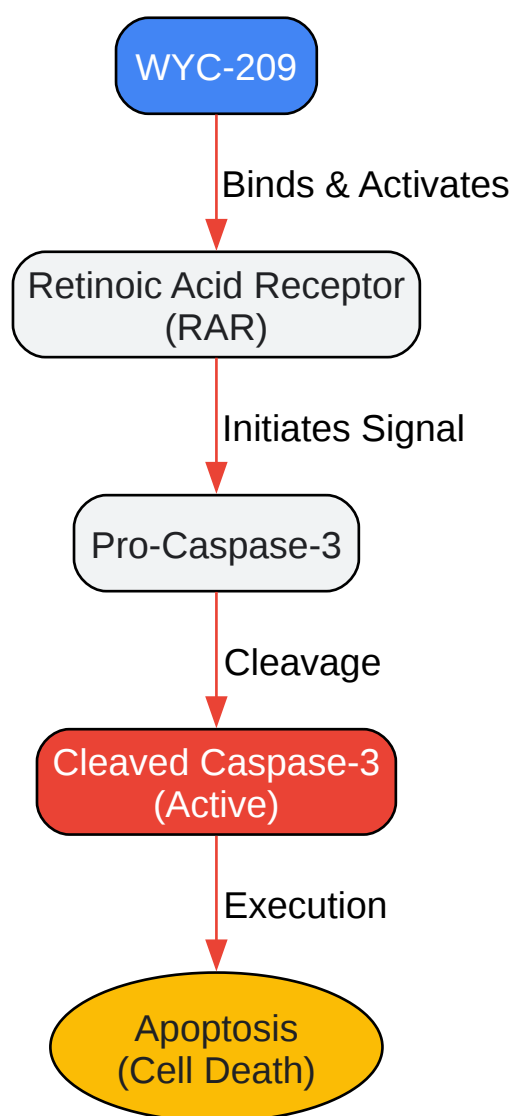 WYC-209
Binds & Activates
Retinoic Acid Receptor
(RAR)
Initiates Signal
Pro-Caspase-3
Cleavage
Cleaved Caspase-3
(Active)
Execution
Apoptosis
(Cell Death)